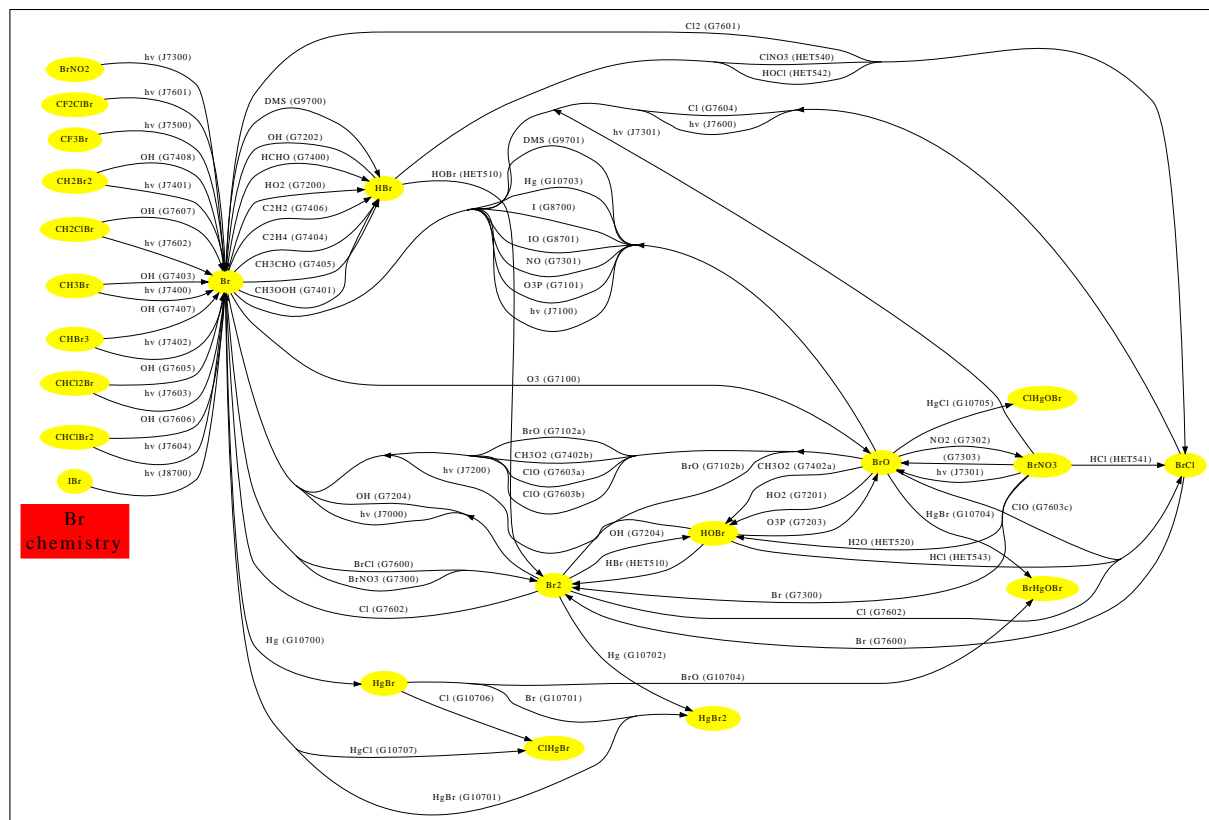 Cl2 (G7601)
ClNO3 (HET540)
HOCl (HET542)
hv (J7300)
BrNO2
hv (J7601)
CF2ClBr
hv (J7500)
CF3Br
OH (G7408)
CH2Br2
hv (J7401)
OH (G7607)
CH2ClBr
hv (J7602)
OH (G7403)
CH3Br
hv (J7400)
OH (G7407)
CHBr3
hv (J7402)
OH (G7605)
CHCl2Br
hv (J7603)
OH (G7606)
CHClBr2
hv (J7604)
hv (J8700)
IBr
Br
chemistry
Br
DMS (G9700)
OH (G7202)
HCHO (G7400)
HO2 (G7200)
C2H2 (G7406)
C2H4 (G7404)
CH3CHO (G7405)
CH3OOH (G7401)
HBr
HOBr (HET510)
Cl (G7604)
hv (J7600)
hv (J7301)
DMS (G9701)
Hg (G10703)
I (G8700)
IO (G8701)
NO (G7301)
O3P (G7101)
hv (J7100)
O3 (G7100)
BrO (G7102a)
CH3O2 (G7402b)
ClO (G7603a)
ClO (G7603b)
hv (J7200)
OH (G7204)
hv (J7000)
BrO (G7102b)
CH3O2 (G7402a)
HO2 (G7201)
O3P (G7203)
BrO
HgCl (G10705)
ClHgOBr
NO2 (G7302)
(G7303)
hv (J7301)
BrNO3
HCl (HET541)
BrCl
ClO (G7603c)
HgBr (G10704)
OH (G7204)
HOBr
H2O (HET520)
HCl (HET543)
HBr (HET510)
BrCl (G7600)
BrNO3 (G7300)
Br2
Cl (G7602)
Br (G7300)
Cl (G7602)
BrHgOBr
Br (G7600)
Hg (G10700)
Hg (G10702)
HgBr
BrO (G10704)
Cl (G10706)
Br (G10701)
HgBr2
HgCl (G10707)
ClHgBr
HgBr (G10701)